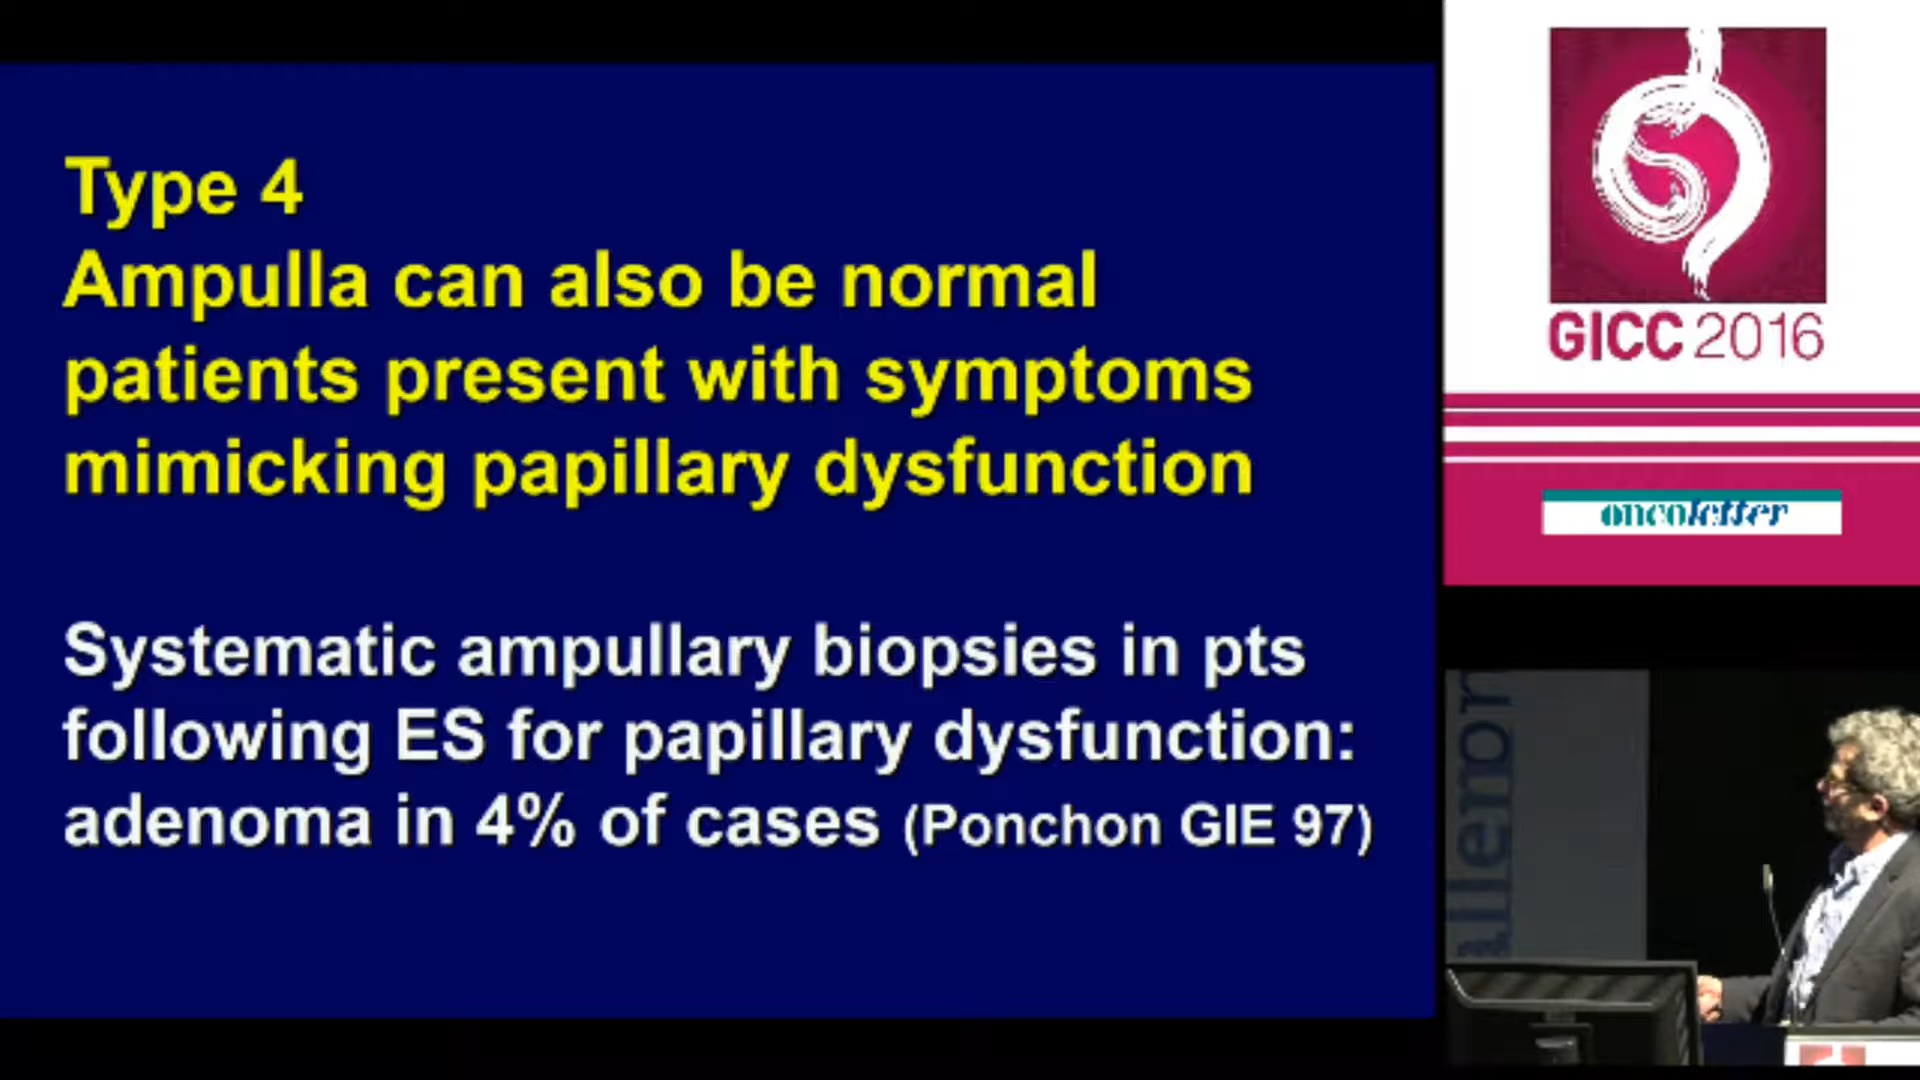 Type 4
Ampulla can also be normal
patients present with symptoms
mimicking papillary dysfunction
Systematic ampullary biopsies in pts
following ES for papillary dysfunction:
adenoma in 4% of cases (Ponchon GIE 97)
GICC 2016
oncoletter